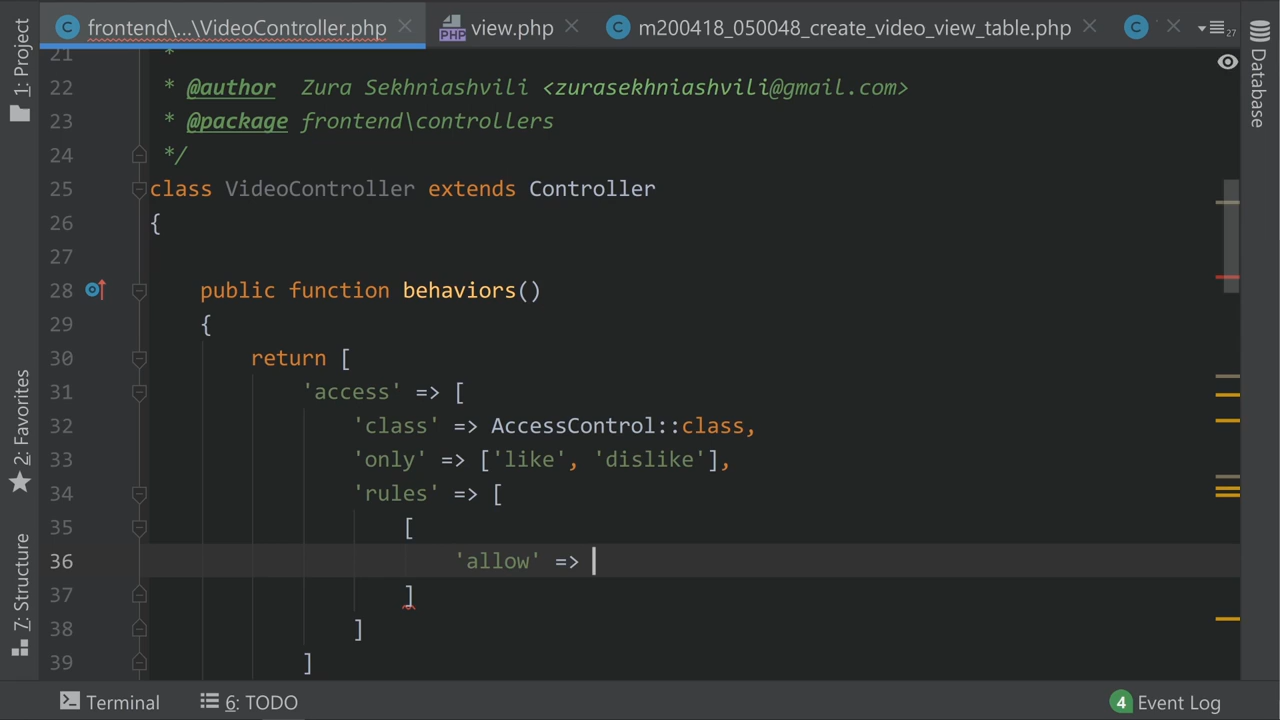 1: Project
2: Favorites
7: Structure
frontend\...\VideoController.php
view.php
m200418_050048_create_video_view_table.php
27
Database
21 *
22 * @author Zura Sekhniashvili <zurasekhniashvili@gmail.com>
23 * @package frontend\controllers
24 */
25 class VideoController extends Controller
26 {
27
28 public function behaviors()
29 {
30 return [
31 'access' => [
32 'class' => AccessControl::class,
33 'only' => ['like', 'dislike'],
34 'rules' => [
35 [
36 'allow' =>
37 ]
38 ]
39 ]
Terminal
6: TODO
4 Event Log